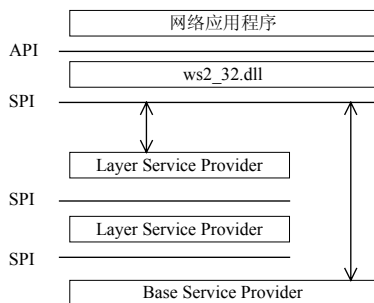 网络应用程序
API
ws2_32.dll
SPI
Layer Service Provider
SPI
Layer Service Provider
SPI
Base Service Provider